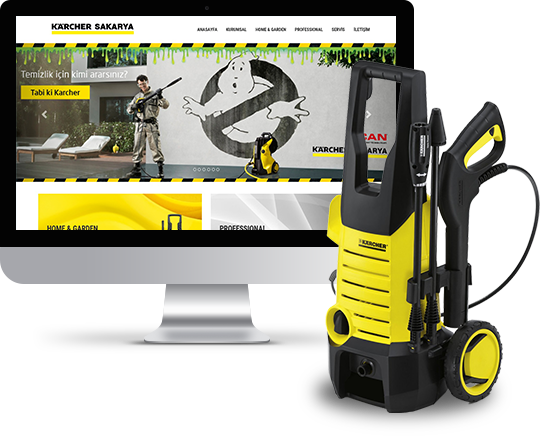 KÄRCHER SAKARYA
ANASAYFA KURUMSAL HOME & GARDEN PROFESSIONAL SERVİS İLETİŞİM
Temizlik için kimi ararsınız?
Tabi ki Karcher
CAN
KÄRCHER SAKARYA
HOME & GARDEN
PROFESSIONAL
KÄRCHER